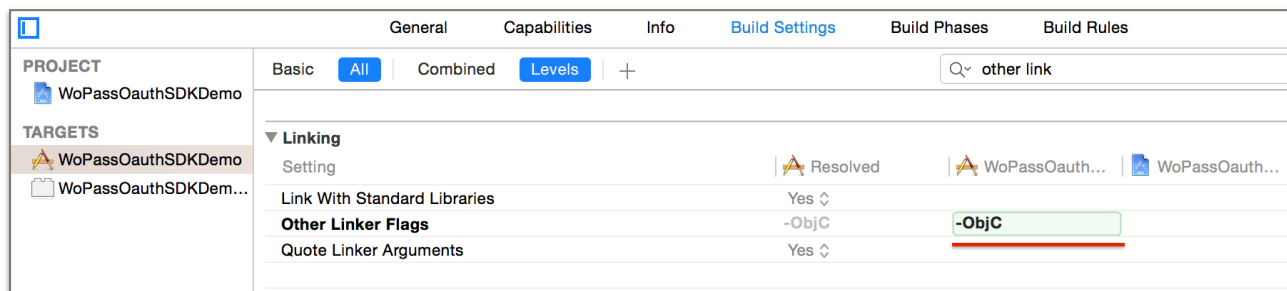 General Capabilities Info Build Settings Build Phases Build Rules
PROJECT
WoPassOauthSDKDemo
TARGETS
WoPassOauthSDKDemo
WoPassOauthSDKDem...
Basic All Combined Levels + other link
Linking
Setting Resolved WoPassOauth... WoPassOauth...
Link With Standard Libraries Yes
Other Linker Flags -ObjC -ObjC
Quote Linker Arguments Yes